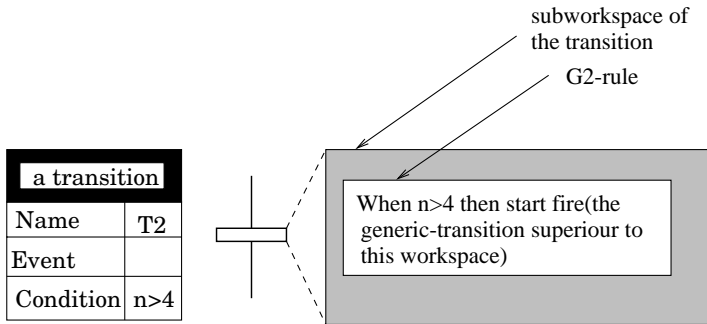 subworkspace of
the transition
G2-rule
a transition
Name T2
Event
Condition n>4
When n>4 then start fire(the
generic-transition superiour to
this workspace)